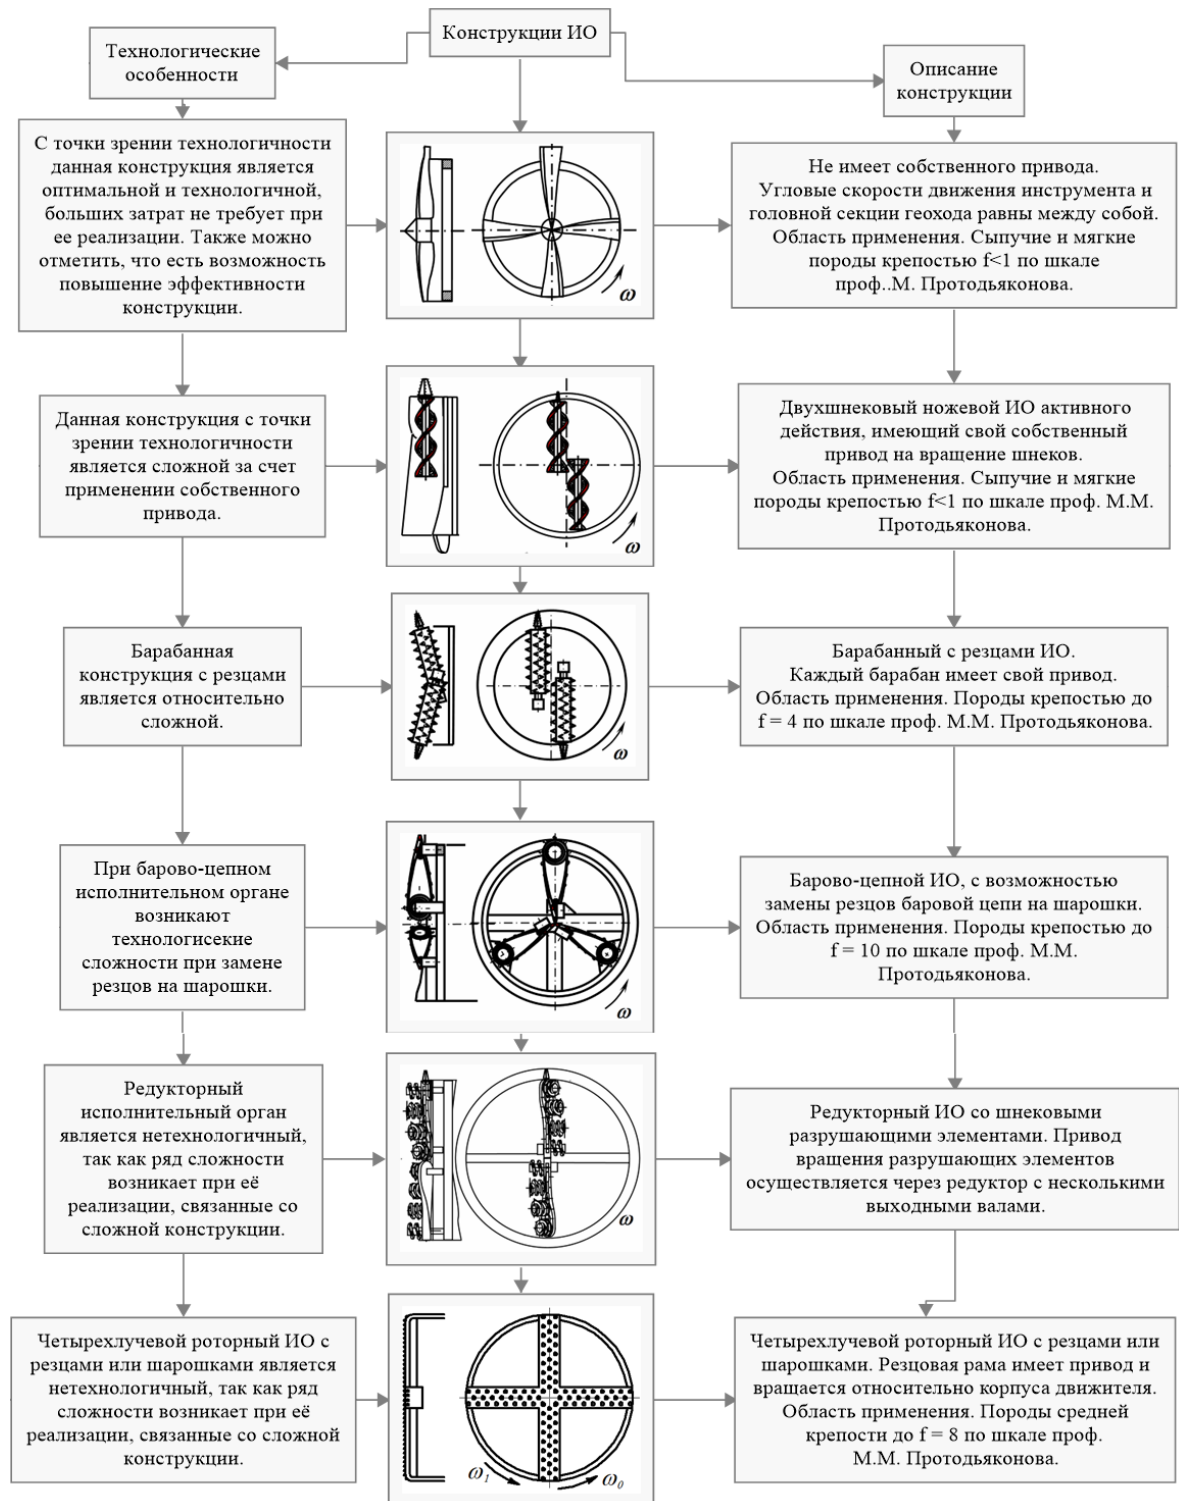 Конструкции ИО
Технологические
особенности
Описание
конструкции
С точки зрении технологичности
данная конструкция является
оптимальной и технологичной,
больших затрат не требует при
ее реализации. Также можно
отметить, что есть возможность
повышение эффективности
конструкции.
ω
Не имеет собственного привода.
Угловые скорости движения инструмента и
головной секции геохода равны между собой.
Область применения. Сыпучие и мягкие
породы крепостью f<1 по шкале
проф..М. Протодьяконова.
Данная конструкция с точки
зрении технологичности
является сложной за счет
применении собственного
привода.
ω
Двухшнековый ножевой ИО активного
действия, имеющий свой собственный
привод на вращение шнеков.
Область применения. Сыпучие и мягкие
породы крепостью f<1 по шкале проф. М.М.
Протодьяконова.
Барабанная
конструкция с резцами
является относительно
сложной.
ω
Барабанный с резцами ИО.
Каждый барабан имеет свой привод.
Область применения. Породы крепостью до
f = 4 по шкале проф. М.М. Протодьяконова.
При барово-цепном
исполнительном органе
возникают
технологисекие
сложности при замене
резцов на шарошки.
ω
Барово-цепной ИО, с возможностью
замены резцов баровой цепи на шарошки.
Область применения. Породы крепостью до
f = 10 по шкале проф. М.М.
Протодьяконова.
Редукторный
исполнительный орган
является нетехнологичный,
так как ряд сложности
возникает при её
реализации, связанные со
сложной конструкции.
ω
Редукторный ИО со шнековыми
разрушающими элементами. Привод
вращения разрушающих элементов
осуществляется через редуктор с несколькими
выходными валами.
Четырехлучевой роторный ИО с
резцами или шарошками является
нетехнологичный, так как ряд
сложности возникает при её
реализации, связанные со сложной
конструкции.
ω1 ω0
Четырехлучевой роторный ИО с резцами или
шарошками. Резцовая рама имеет привод и
вращается относительно корпуса движителя.
Область применения. Породы средней
крепости до f = 8 по шкале проф.
М.М. Протодьяконова.